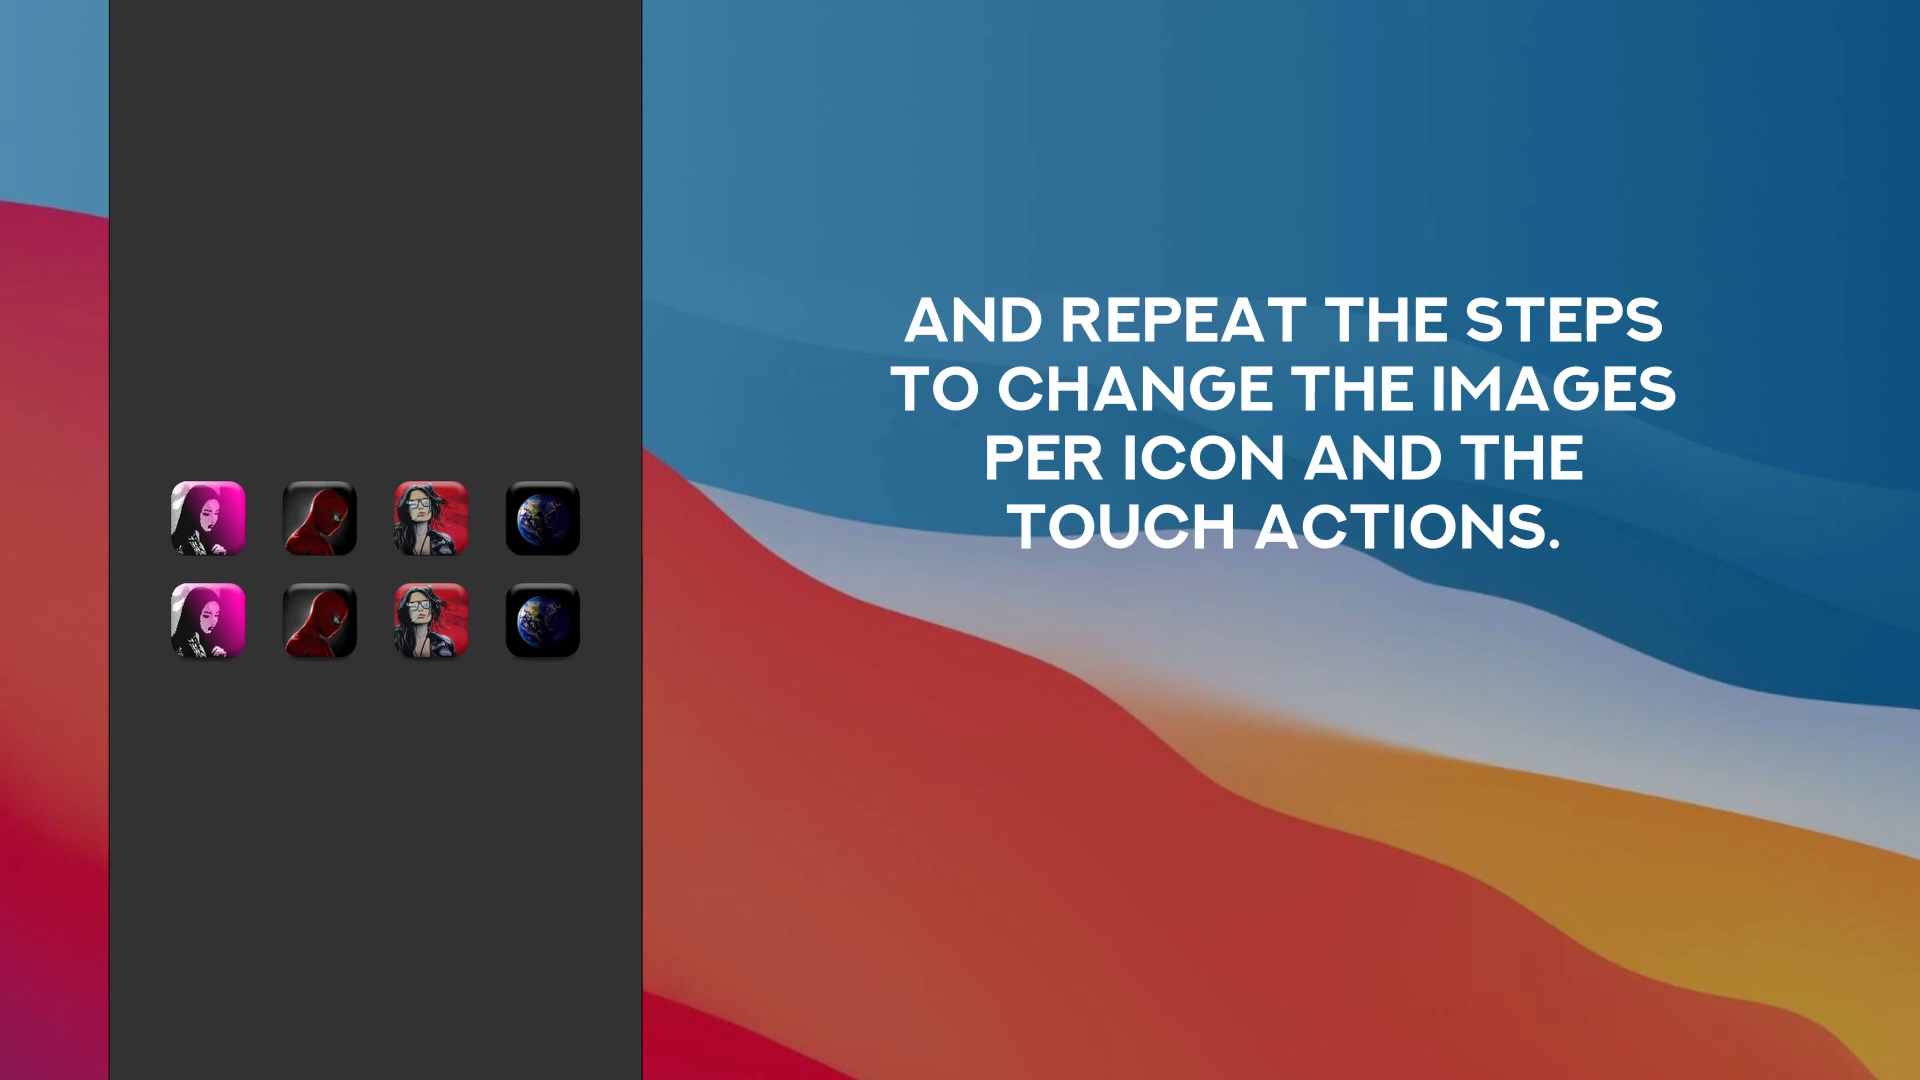 AND REPEAT THE STEPS
TO CHANGE THE IMAGES
PER ICON AND THE
TOUCH ACTIONS.